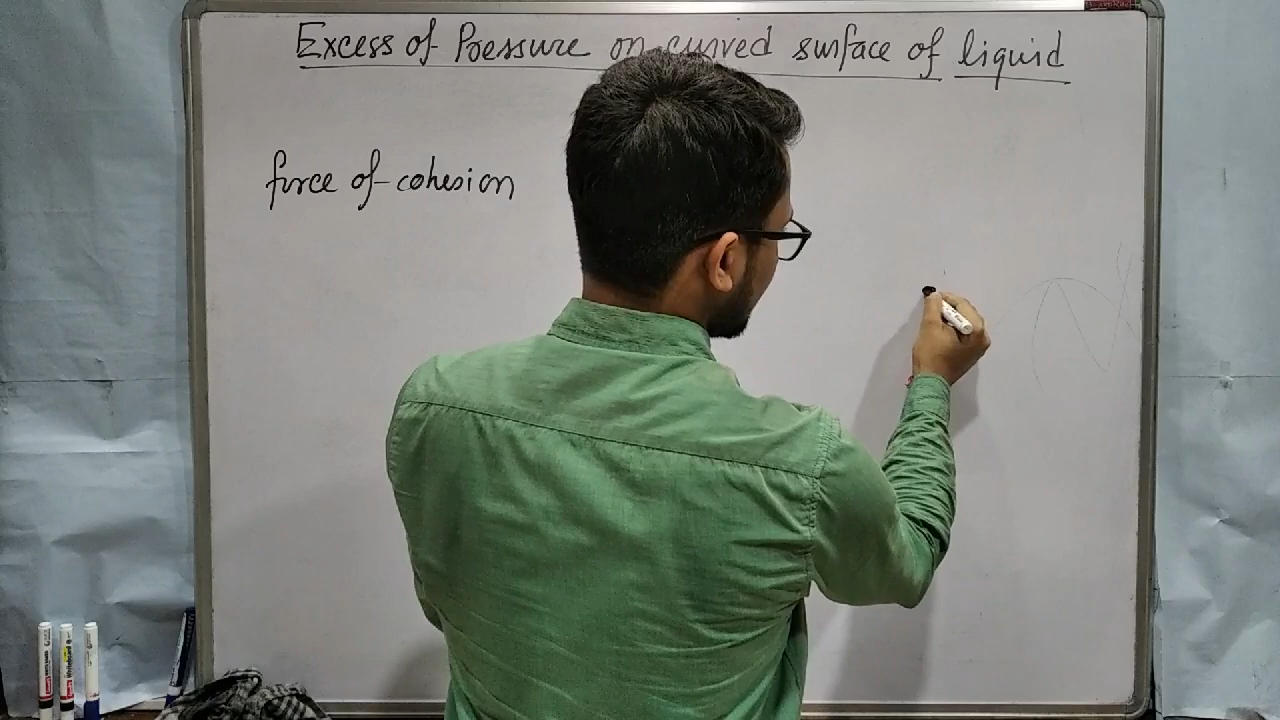 Excess of Pressure on curved surface of liquid
force of cohesion